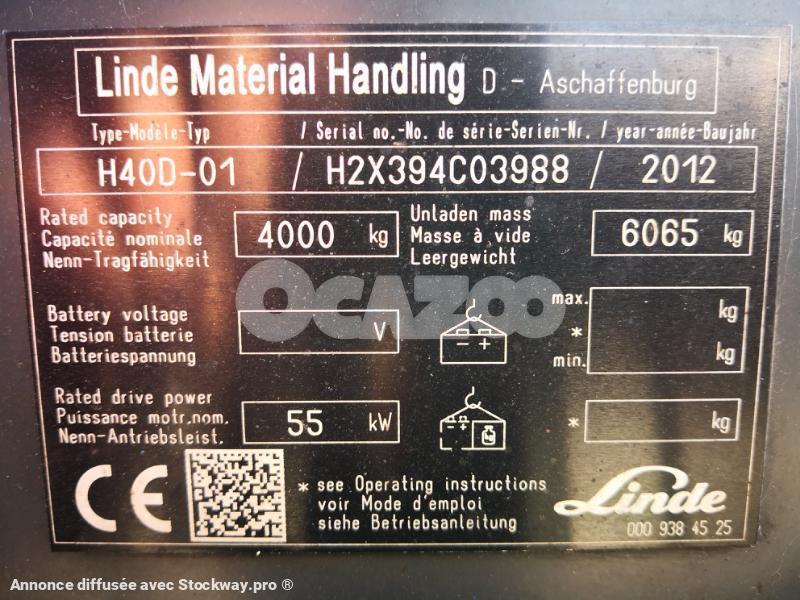 Linde Material Handling D - Aschaffenburg
Type-Modèle-Typ / Serial no.-No. de série-Serien-Nr. / year-année-Baujahr
H40D-01 / H2X394C03988 / 2012
Rated capacity
Capacité nominale
Nenn-Tragfähigkeit
4000 kg
Unladen mass
Masse à vide
Leergewicht
6065 kg
OCAZOO
Battery voltage
Tension batterie
Batteriespannung
V
- +
max. kg
*
min. kg
Rated drive power
Puissance motr.nom.
Nenn-Antriebsleist.
55 kW
- + kg
* kg
CE
* see Operating instructions
voir Mode d'emploi
siehe Betriebsanleitung
Linde
000 938 45 25
Annonce diffusée avec Stockway.pro ®